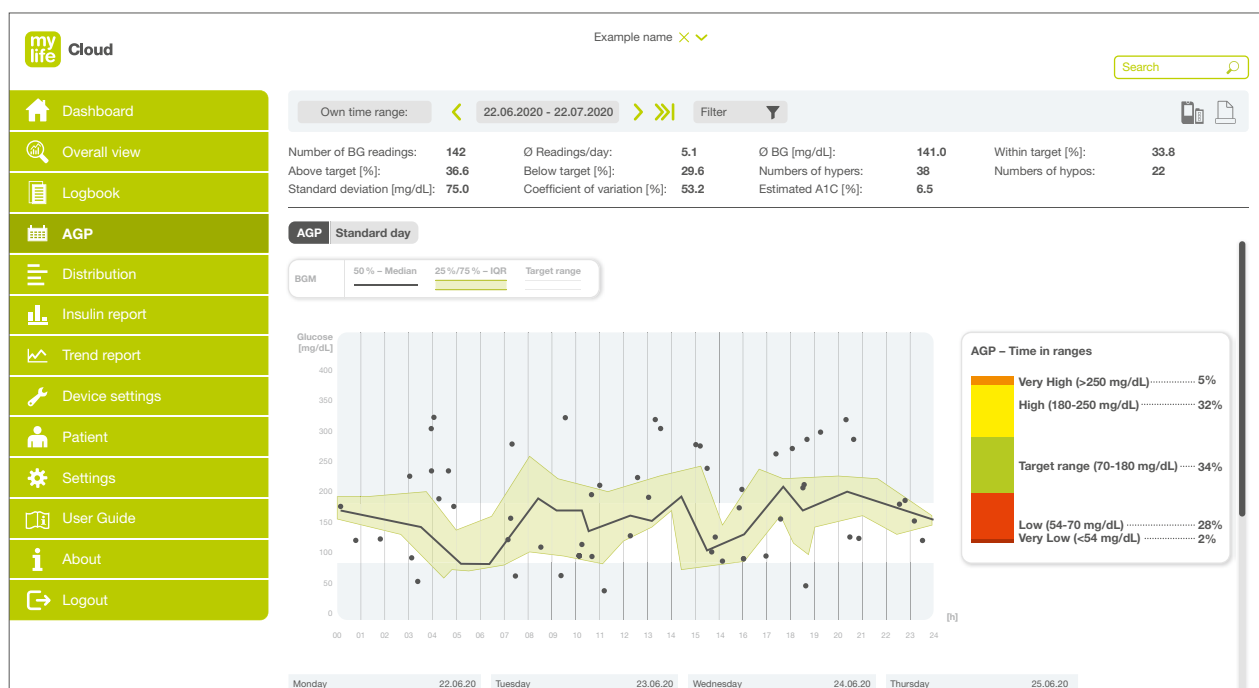 my life Cloud
Example name
Search
Dashboard
Overall view
Logbook
AGP
Distribution
Insulin report
Trend report
Device settings
Patient
Settings
User Guide
About
Logout
Own time range: 22.06.2020 - 22.07.2020 Filter
Number of BG readings: 142 Ø Readings/day: 5.1 Ø BG [mg/dL]: 141.0 Within target [%]: 33.8
Above target [%]: 36.6 Below target [%]: 29.6 Numbers of hypers: 38 Numbers of hypos: 22
Standard deviation [mg/dL]: 75.0 Coefficient of variation [%]: 53.2 Estimated A1C [%]: 6.5
AGP Standard day
BGM 50 % – Median 25 %/75 % – IQR Target range
Glucose
[mg/dL]
400
350
300
250
200
150
100
50
0
00 01 02 03 04 05 06 07 08 09 10 11 12 13 14 15 14 16 17 18 19 20 21 22 23 24
[h]
AGP – Time in ranges
Very High (>250 mg/dL) 5%
High (180-250 mg/dL) 32%
Target range (70-180 mg/dL) 34%
Low (54-70 mg/dL) 28%
Very Low (<54 mg/dL) 2%
Monday 22.06.20 Tuesday 23.06.20 Wednesday 24.06.20 Thursday 25.06.20